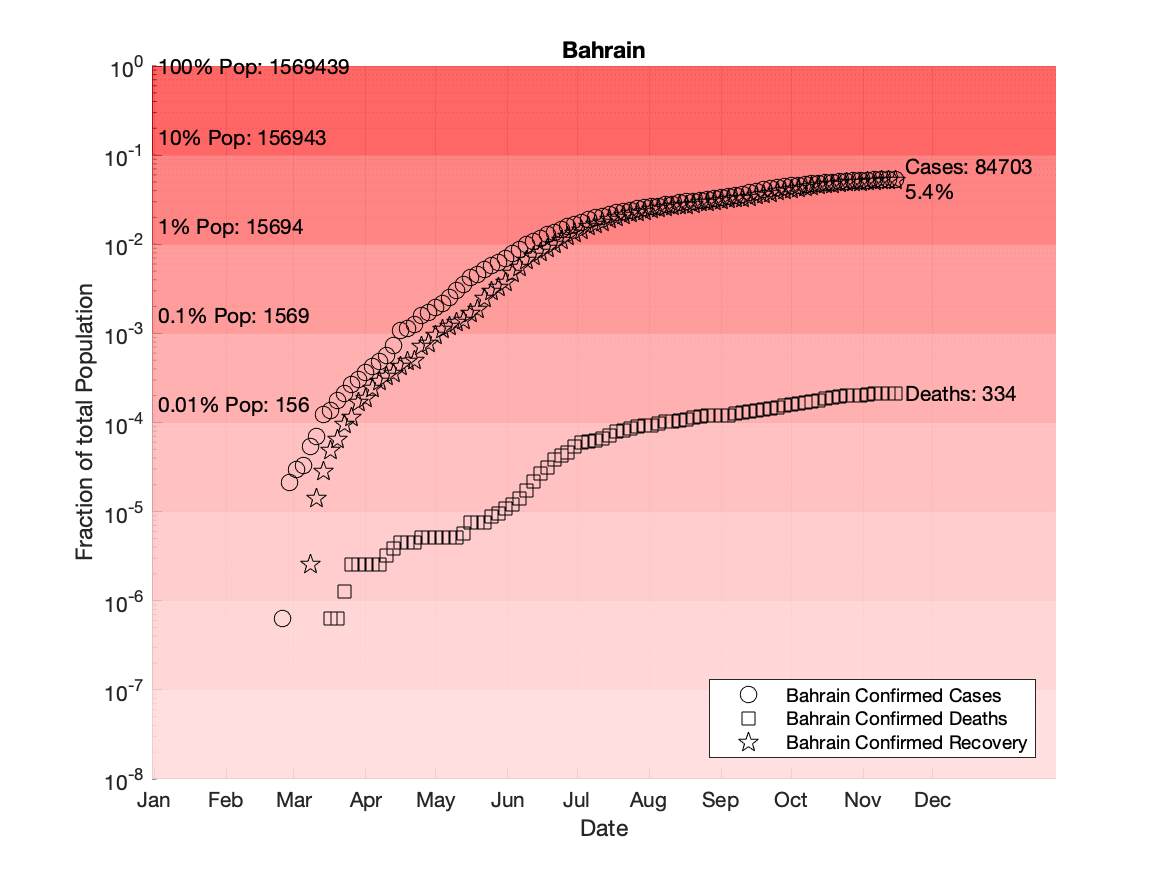 Bahrain
10^0
100% Pop: 1569439
10% Pop: 156943
10^-1
Cases: 84703
5.4%
1% Pop: 15694
10^-2
0.1% Pop: 1569
10^-3
Deaths: 334
0.01% Pop: 156
10^-4
10^-5
10^-6
10^-7
10^-8
Fraction of total Population
Bahrain Confirmed Cases
Bahrain Confirmed Deaths
Bahrain Confirmed Recovery
Jan Feb Mar Apr May Jun Jul Aug Sep Oct Nov Dec
Date